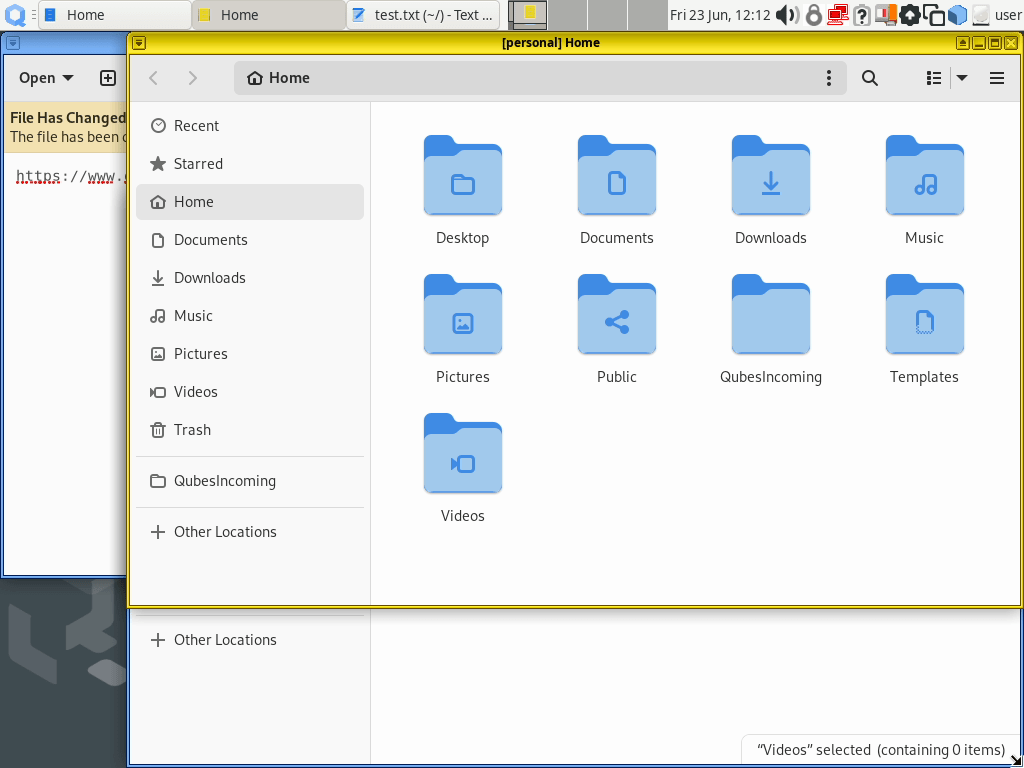 Home
Home
test.txt (~/) - Text ...
Fri 23 Jun, 12:12
user
[personal] Home
Open
Home
File Has Changed
The file has been
https://www.
Recent
Starred
Home
Documents
Downloads
Music
Pictures
Videos
Trash
QubesIncoming
Other Locations
Desktop
Documents
Downloads
Music
Pictures
Public
QubesIncoming
Templates
Videos
Other Locations
“Videos” selected (containing 0 items)